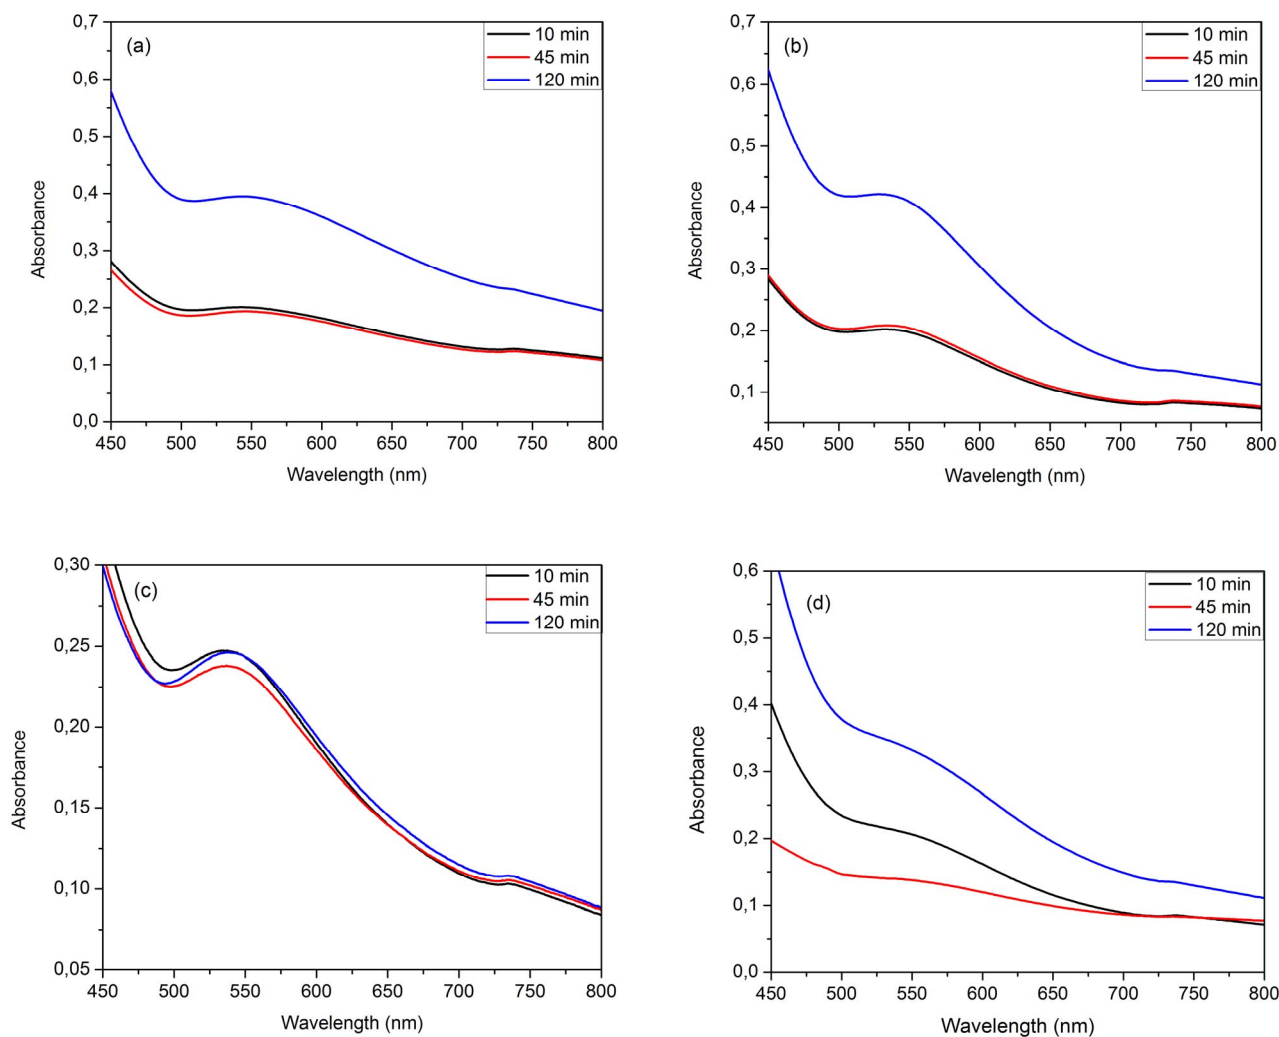 (a)
10 min
45 min
120 min
0,7
0,6
0,5
0,4
0,3
0,2
0,1
0,0
Absorbance
450 500 550 600 650 700 750 800
Wavelength (nm)
(b)
10 min
45 min
120 min
0,7
0,6
0,5
0,4
0,3
0,2
0,1
Absorbance
450 500 550 600 650 700 750 800
Wavelength (nm)
(c)
10 min
45 min
120 min
0,30
0,25
0,20
0,15
0,10
0,05
Absorbance
450 500 550 600 650 700 750 800
Wavelength (nm)
(d)
10 min
45 min
120 min
0,6
0,5
0,4
0,3
0,2
0,1
0,0
Absorbance
450 500 550 600 650 700 750 800
Wavelength (nm)